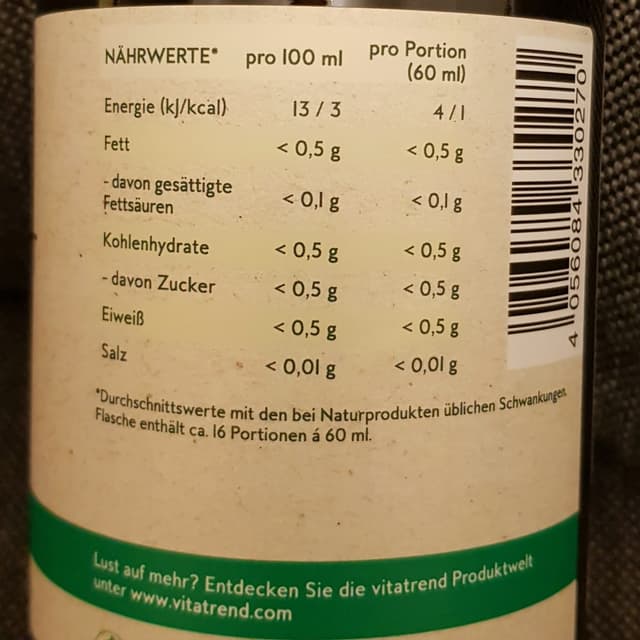 NÄHRWERTE* pro 100 ml pro Portion (60 ml)
Energie (kJ/kcal) 13 / 3 4 / 1
Fett < 0,5 g < 0,5 g
- davon gesättigte Fettsäuren < 0,1 g < 0,1 g
Kohlenhydrate < 0,5 g < 0,5 g
- davon Zucker < 0,5 g < 0,5 g
Eiweiß < 0,5 g < 0,5 g
Salz < 0,01 g < 0,01 g
*Durchschnittswerte mit den bei Naturprodukten üblichen Schwankungen.
Flasche enthält ca. 16 Portionen á 60 ml.
4 056084 330270
Lust auf mehr? Entdecken Sie die vitatrend Produktwelt
unter www.vitatrend.com